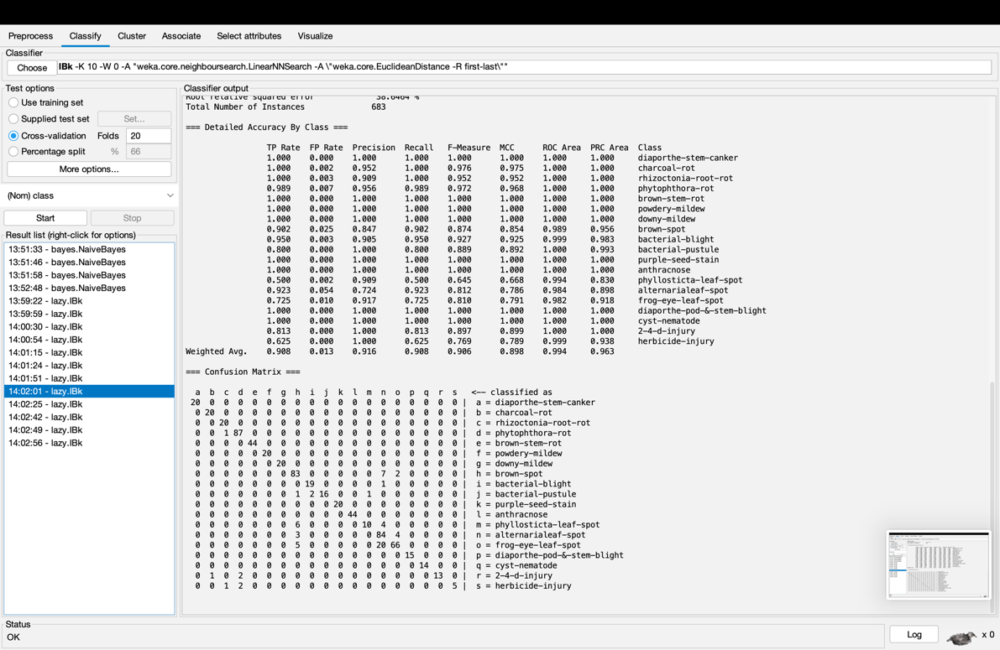 Preprocess Classify Cluster Associate Select attributes Visualize
Classifier
Choose IBk -K 10 -W 0 -A "weka.core.neighboursearch.LinearNNSearch -A \"weka.core.EuclideanDistance -R first-last\""
Test options
Use training set
Supplied test set Set...
Cross-validation Folds 20
Percentage split % 66
More options...
(Nom) class
Start Stop
Result list (right-click for options)
13:51:33 - bayes.NaiveBayes
13:51:46 - bayes.NaiveBayes
13:51:58 - bayes.NaiveBayes
13:52:48 - bayes.NaiveBayes
13:59:22 - lazy.IBk
13:59:59 - lazy.IBk
14:00:30 - lazy.IBk
14:00:54 - lazy.IBk
14:01:15 - lazy.IBk
14:01:24 - lazy.IBk
14:01:51 - lazy.IBk
14:02:01 - lazy.IBk
14:02:25 - lazy.IBk
14:02:42 - lazy.IBk
14:02:49 - lazy.IBk
14:02:56 - lazy.IBk
Classifier output
Root relative squared error 38.6464 %
Total Number of Instances 683
=== Detailed Accuracy By Class ===
TP Rate FP Rate Precision Recall F-Measure MCC ROC Area PRC Area Class
1.000 0.000 1.000 1.000 1.000 1.000 1.000 1.000 diaporthe-stem-canker
1.000 0.002 0.952 1.000 0.976 0.975 1.000 1.000 charcoal-rot
1.000 0.003 0.909 1.000 0.952 0.952 1.000 1.000 rhizoctonia-root-rot
0.989 0.007 0.956 0.989 0.972 0.968 1.000 1.000 phytophthora-rot
1.000 0.000 1.000 1.000 1.000 1.000 1.000 1.000 brown-stem-rot
1.000 0.000 1.000 1.000 1.000 1.000 1.000 1.000 powdery-mildew
1.000 0.000 1.000 1.000 1.000 1.000 1.000 1.000 downy-mildew
0.902 0.025 0.847 0.902 0.874 0.854 0.989 0.956 brown-spot
0.950 0.003 0.905 0.950 0.927 0.925 0.999 0.983 bacterial-blight
0.800 0.000 1.000 0.800 0.889 0.892 1.000 0.993 bacterial-pustule
1.000 0.000 1.000 1.000 1.000 1.000 1.000 1.000 purple-seed-stain
1.000 0.000 1.000 1.000 1.000 1.000 1.000 1.000 anthracnose
0.500 0.002 0.909 0.500 0.645 0.668 0.994 0.830 phyllosticta-leaf-spot
0.923 0.054 0.724 0.923 0.812 0.786 0.984 0.898 alternarialeaf-spot
0.725 0.010 0.917 0.725 0.810 0.791 0.982 0.918 frog-eye-leaf-spot
1.000 0.000 1.000 1.000 1.000 1.000 1.000 1.000 diaporthe-pod-&-stem-blight
1.000 0.000 1.000 1.000 1.000 1.000 1.000 1.000 cyst-nematode
0.813 0.000 1.000 0.813 0.897 0.899 1.000 1.000 2-4-d-injury
0.625 0.000 1.000 0.625 0.769 0.789 0.999 0.938 herbicide-injury
Weighted Avg. 0.908 0.013 0.916 0.908 0.906 0.898 0.994 0.963
=== Confusion Matrix ===
a b c d e f g h i j k l m n o p q r s <-- classified as
20 0 0 0 0 0 0 0 0 0 0 0 0 0 0 0 0 0 0 | a = diaporthe-stem-canker
0 20 0 0 0 0 0 0 0 0 0 0 0 0 0 0 0 0 0 | b = charcoal-rot
0 0 20 0 0 0 0 0 0 0 0 0 0 0 0 0 0 0 0 | c = rhizoctonia-root-rot
0 0 1 87 0 0 0 0 0 0 0 0 0 0 0 0 0 0 0 | d = phytophthora-rot
0 0 0 0 44 0 0 0 0 0 0 0 0 0 0 0 0 0 0 | e = brown-stem-rot
0 0 0 0 0 20 0 0 0 0 0 0 0 0 0 0 0 0 0 | f = powdery-mildew
0 0 0 0 0 0 20 0 0 0 0 0 0 0 0 0 0 0 0 | g = downy-mildew
0 0 0 0 0 0 0 83 0 0 0 0 0 7 2 0 0 0 0 | h = brown-spot
0 0 0 0 0 0 0 0 19 0 0 0 0 1 0 0 0 0 0 | i = bacterial-blight
0 0 0 0 0 0 0 1 2 16 0 0 1 0 0 0 0 0 0 | j = bacterial-pustule
0 0 0 0 0 0 0 0 0 0 20 0 0 0 0 0 0 0 0 | k = purple-seed-stain
0 0 0 0 0 0 0 0 0 0 0 44 0 0 0 0 0 0 0 | l = anthracnose
0 0 0 0 0 0 0 6 0 0 0 0 10 4 0 0 0 0 0 | m = phyllosticta-leaf-spot
0 0 0 0 0 0 0 3 0 0 0 0 0 84 4 0 0 0 0 | n = alternarialeaf-spot
0 0 0 0 0 0 0 5 0 0 0 0 0 20 66 0 0 0 0 | o = frog-eye-leaf-spot
0 0 0 0 0 0 0 0 0 0 0 0 0 0 0 15 0 0 0 | p = diaporthe-pod-&-stem-blight
0 0 0 0 0 0 0 0 0 0 0 0 0 0 0 0 14 0 0 | q = cyst-nematode
0 1 0 2 0 0 0 0 0 0 0 0 0 0 0 0 0 13 0 | r = 2-4-d-injury
0 0 1 2 0 0 0 0 0 0 0 0 0 0 0 0 0 0 5 | s = herbicide-injury
Status
OK
Log x 0